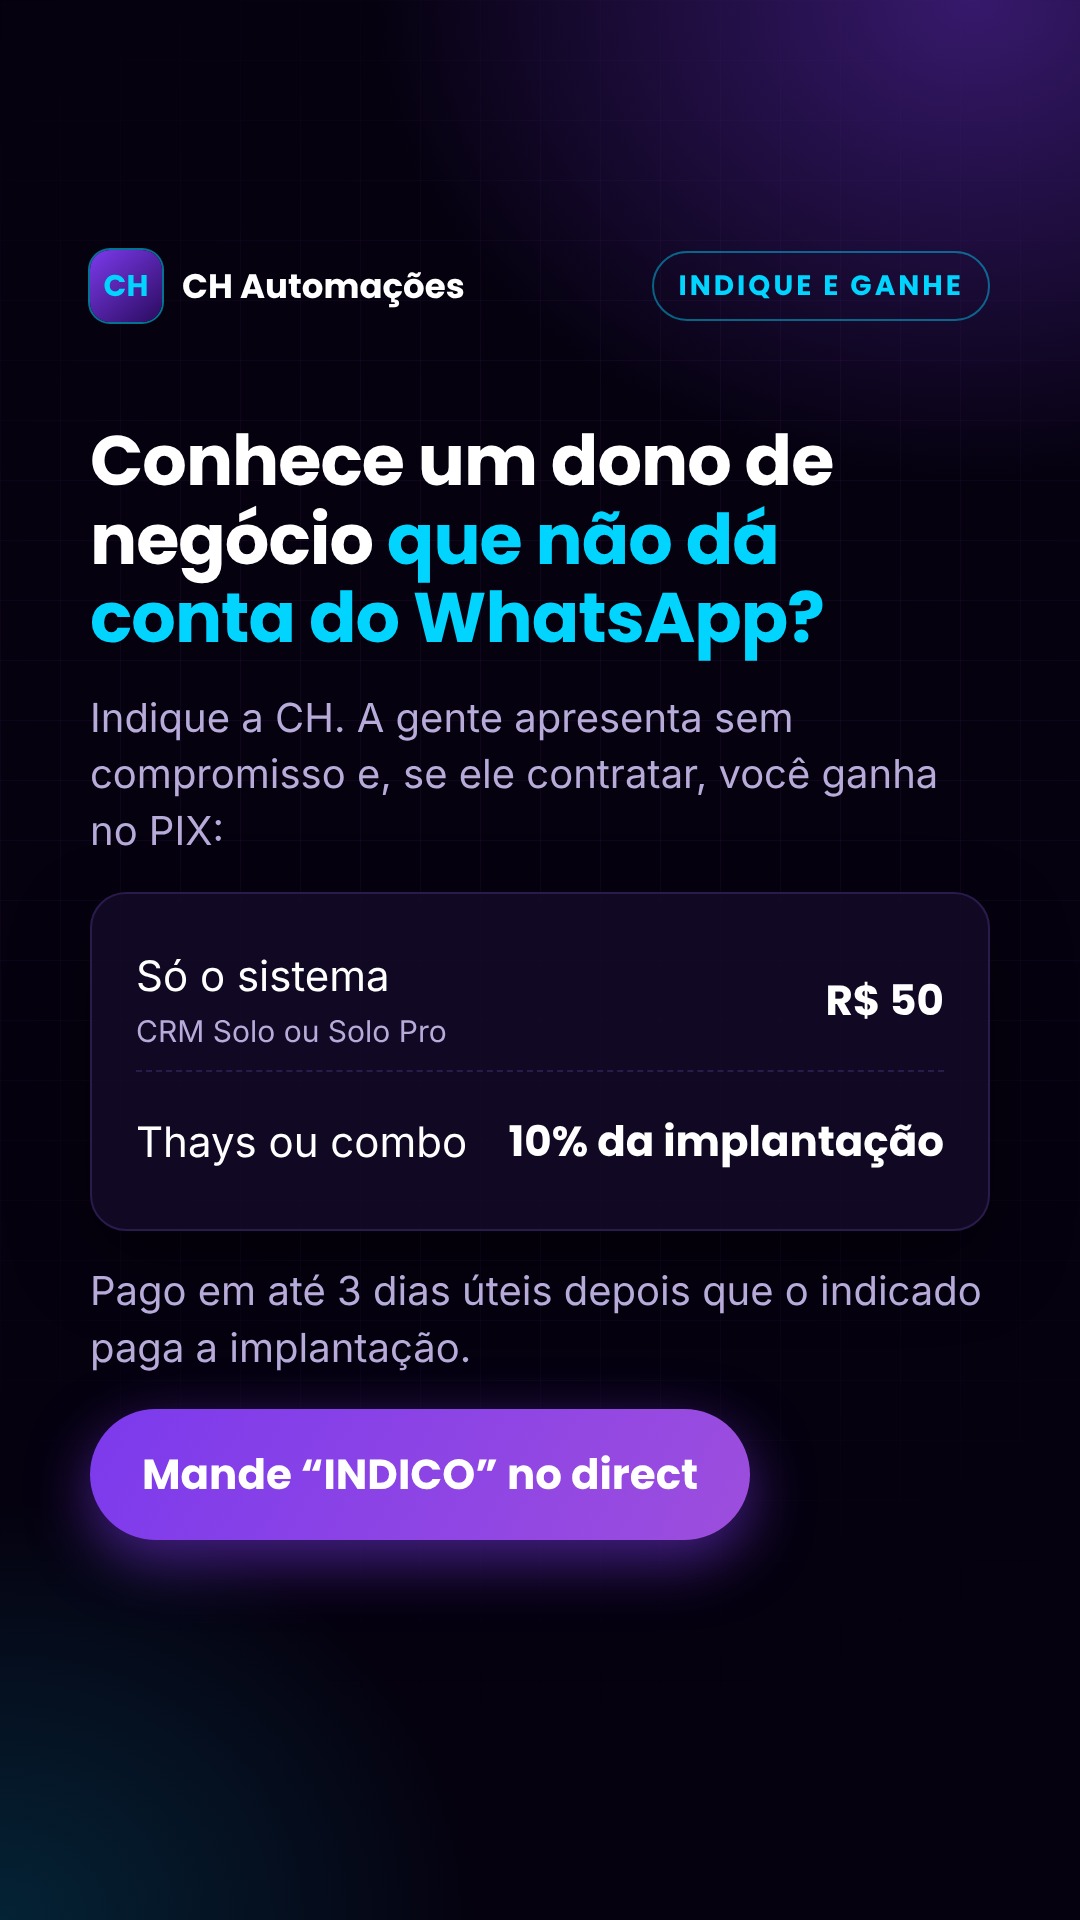 CH
CH Automações
INDIQUE E GANHE
Conhece um dono de
negócio que não dá
conta do WhatsApp?
Indique a CH. A gente apresenta sem
compromisso e, se ele contratar, você ganha
no PIX:
Só o sistema
CRM Solo ou Solo Pro
R$ 50
Thays ou combo
10% da implantação
Pago em até 3 dias úteis depois que o indicado
paga a implantação.
Mande “INDICO” no direct